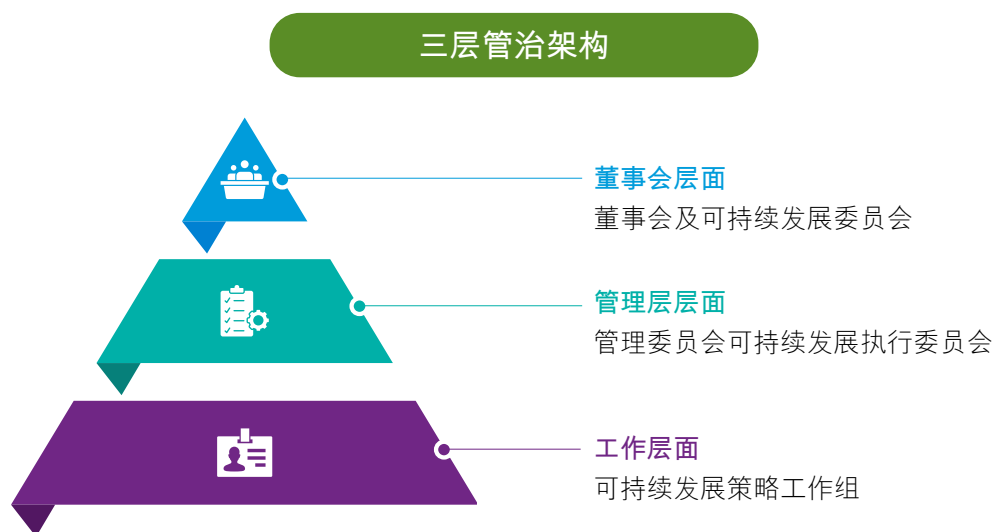 三层管治架构
董事会层面
董事会及可持续发展委员会
管理层层面
管理委员会可持续发展执行委员会
工作层面
可持续发展策略工作组